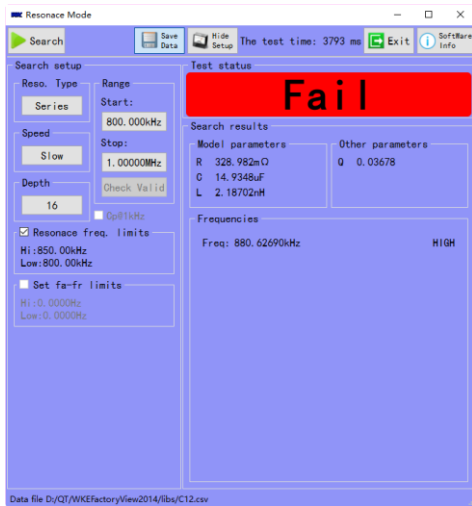 Resonace Mode
Search
Save Data
Hide Setup
The test time: 3793 ms
Exit
SoftWare Info
Search setup
Reso. Type
Series
Speed
Slow
Depth
16
Range
Start:
800.000kHz
Stop:
1.00000MHz
Check Valid
Gp01kHz
Resonace freq. limits
Hi:850.00kHz
Low:800.00kHz
Set fa-fr limits
Hi:0.0000Hz
Low:0.0000Hz
Test status
Fail
Search results
Model parameters
R 328.982mΩ
C 14.9348uF
L 2.18702nH
Other parameters
Q 0.03678
Frequencies
Freq: 880.62690kHz HIGH
Data file D:/QT/WKEFactoryView2014/libs/C12.csv